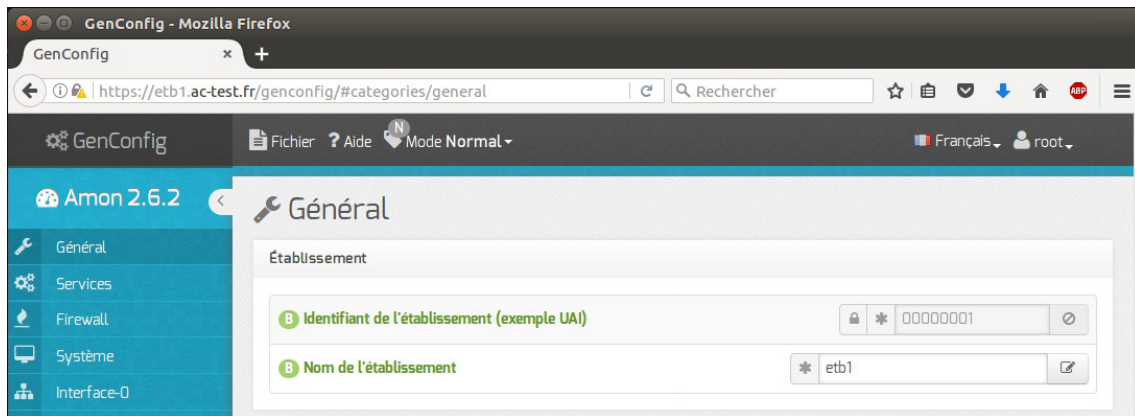 GenConfig - Mozilla Firefox
GenConfig
https://etb1.ac-test.fr/genconfig/#categories/general
Rechercher
ABP
GenConfig
Fichier ? Aide N Mode Normal
Français root
Amon 2.6.2
Général
Général
Établissement
Services
B Identifiant de l'établissement (exemple UAI) 00000001
Firewall
Système
B Nom de l'établissement etb1
Interface-0